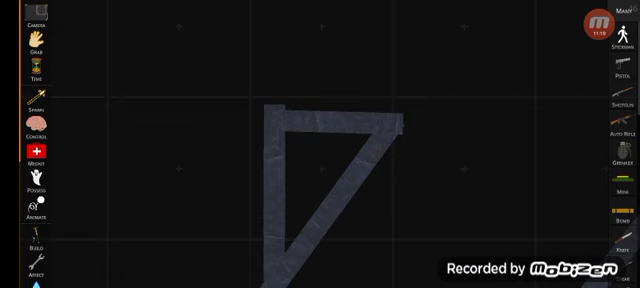 CAMERA
GRAB
TIME
SPAWN
CONTROL
MEDKIT
POSSESS
ANIMATE
BUILD
AFFECT
MANY
11:19
STICKMAN
PISTOL
SHOTGUN
AUTO RIFLE
GRENADE
MINE
BOMB
KNIFE
Recorded by mobizen